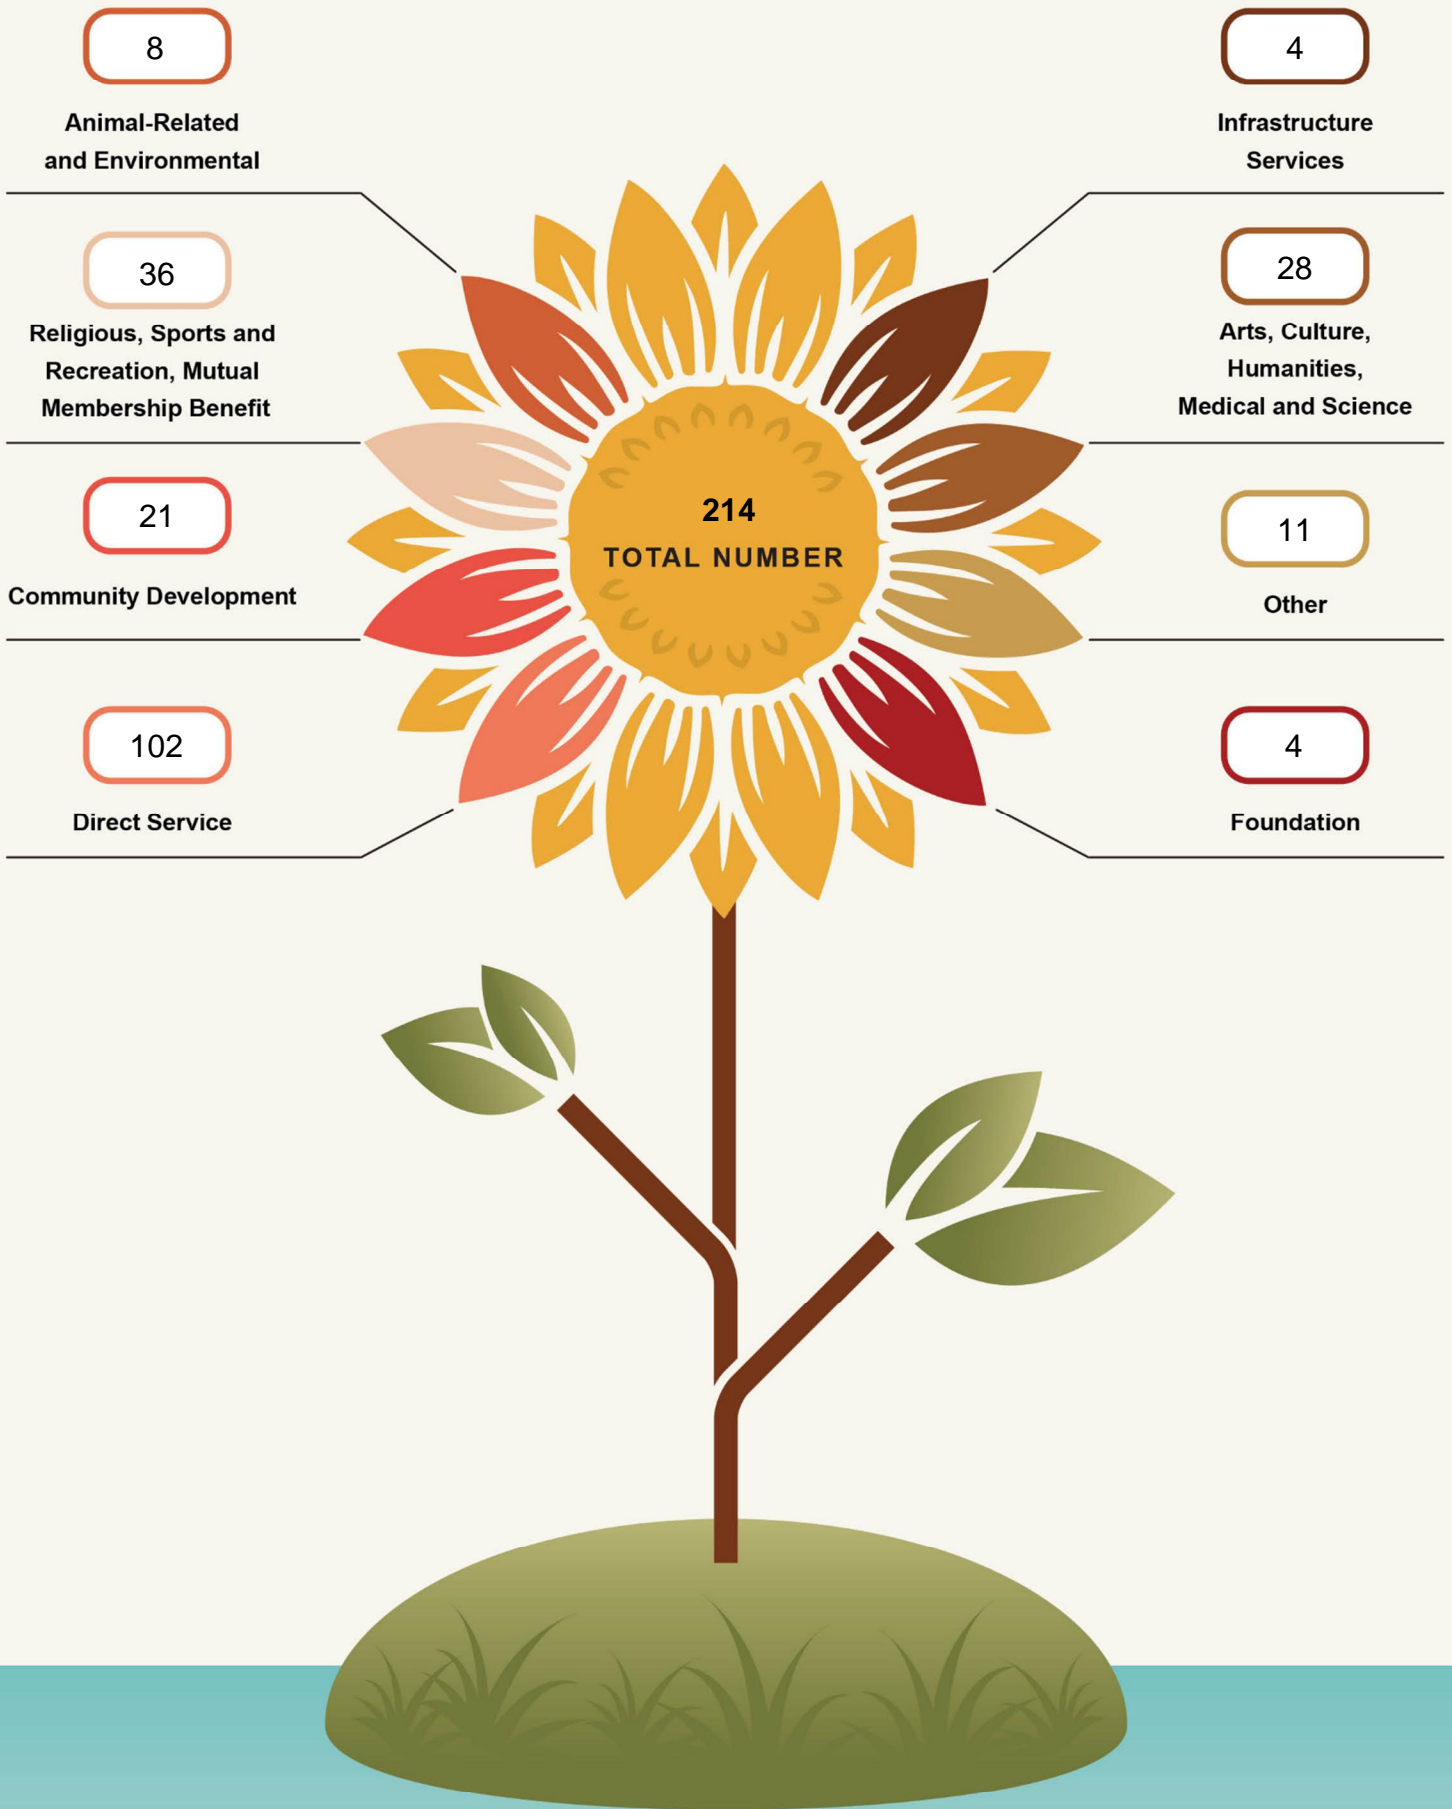 8
Animal-Related
and Environmental
36
Religious, Sports and
Recreation, Mutual
Membership Benefit
21
Community Development
102
Direct Service
214
TOTAL NUMBER
4
Infrastructure
Services
28
Arts, Culture,
Humanities,
Medical and Science
11
Other
4
Foundation